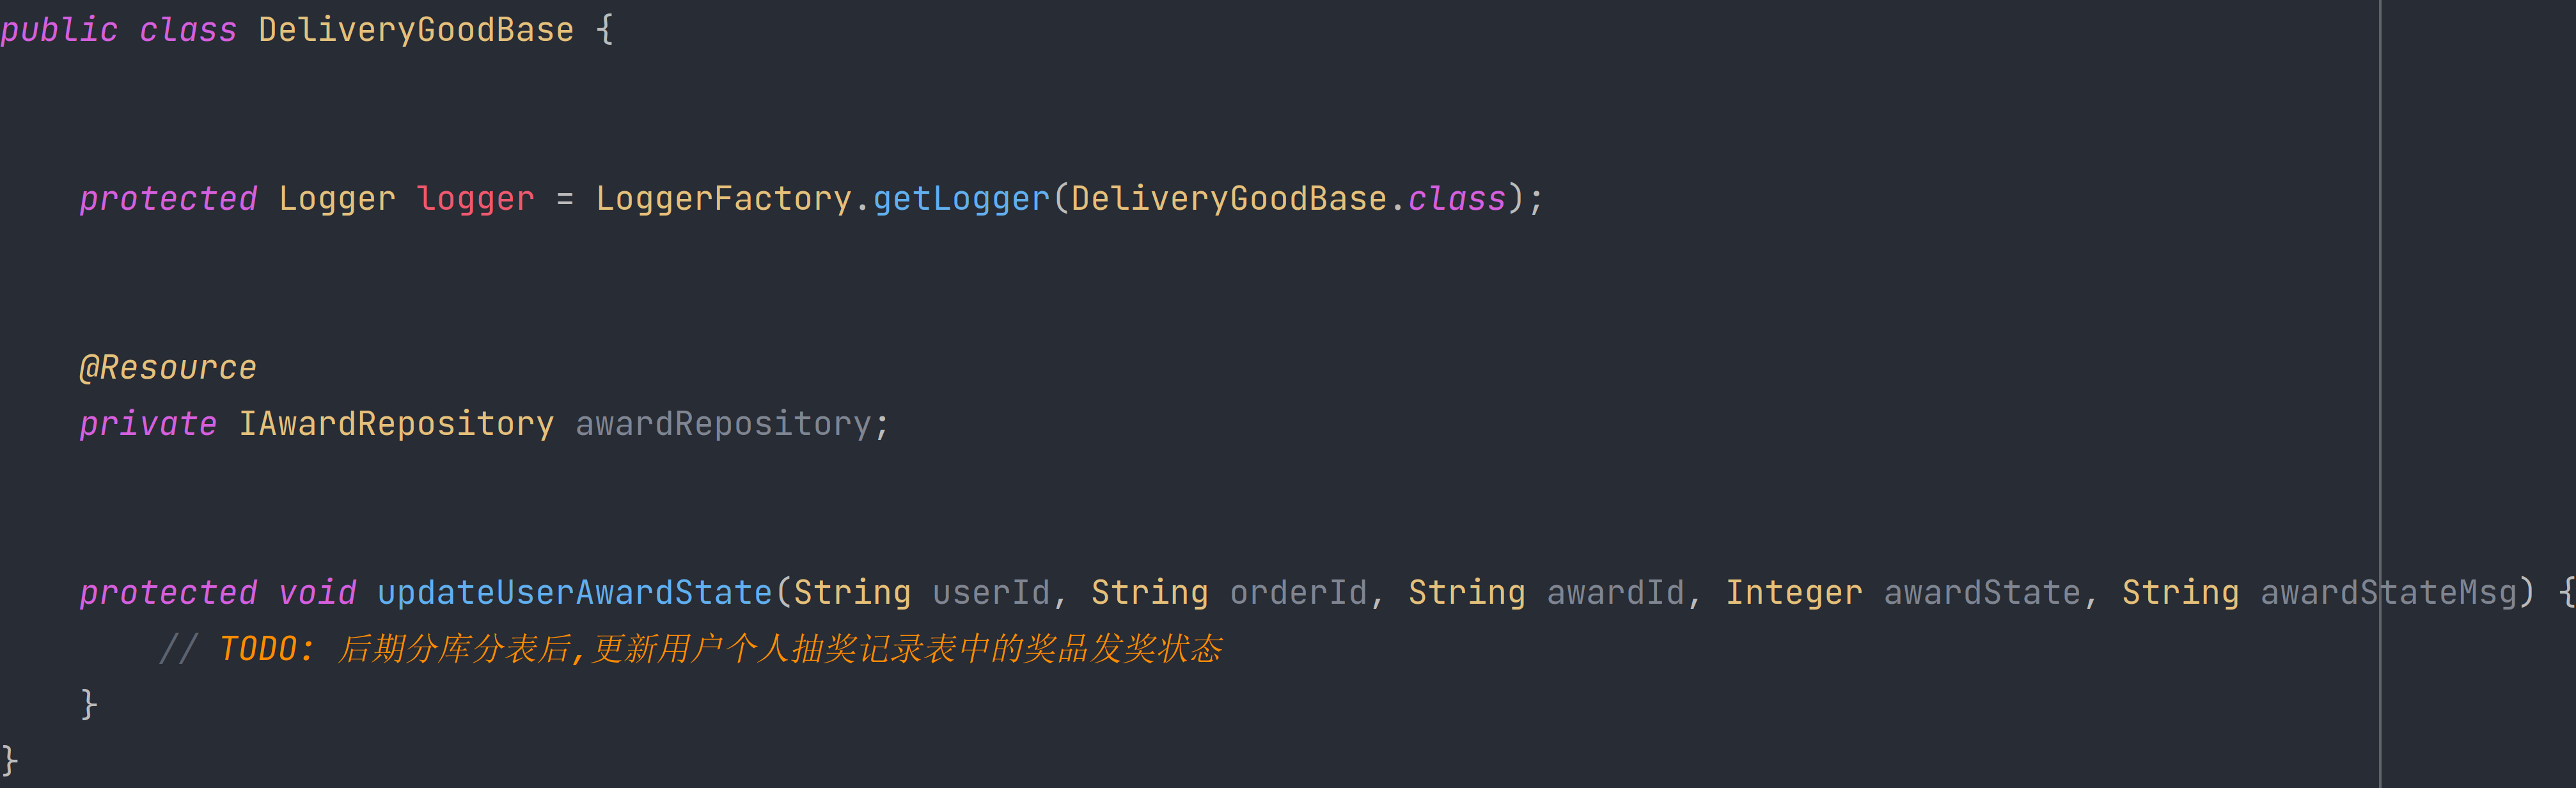 public class DeliveryGoodBase {
protected Logger logger = LoggerFactory.getLogger(DeliveryGoodBase.class);
@Resource
private IAwardRepository awardRepository;
protected void updateUserAwardState(String userId, String orderId, String awardId, Integer awardState, String awardStateMsg) {
// TODO: 后期分库分表后,更新用户个人抽奖记录表中的奖品发奖状态
}
}